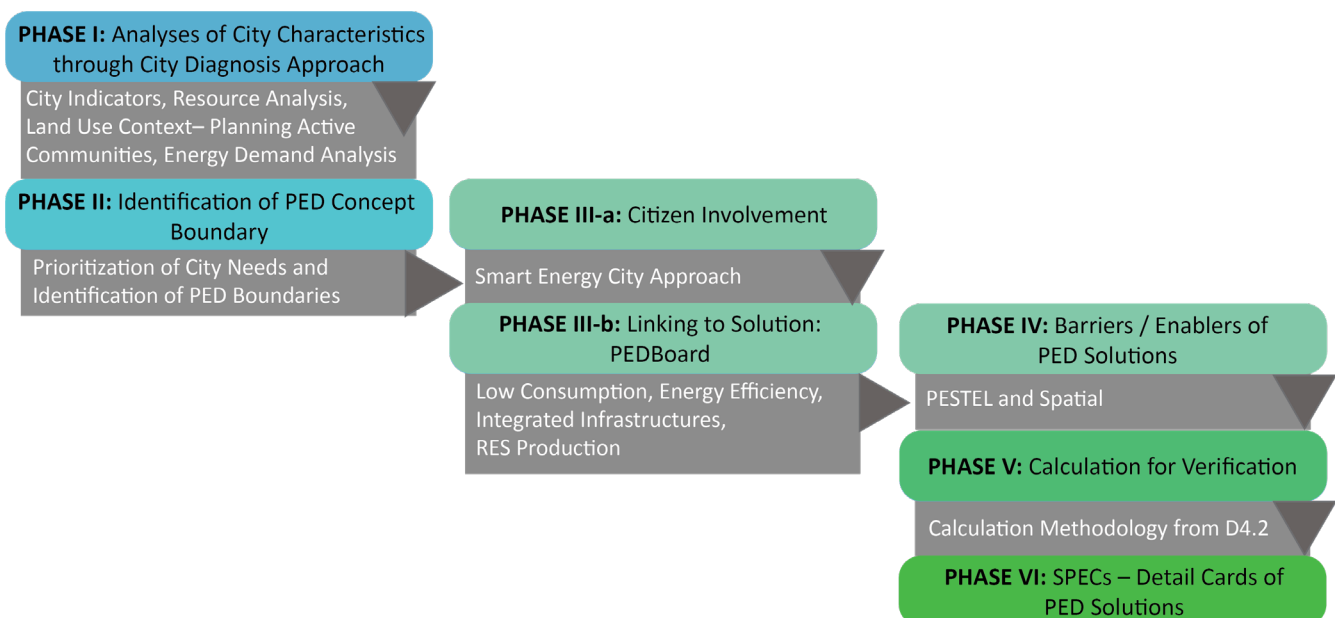 PHASE I: Analyses of City Characteristics
through City Diagnosis Approach
City Indicators, Resource Analysis,
Land Use Context– Planning Active
Communities, Energy Demand Analysis
PHASE II: Identification of PED Concept
Boundary
Prioritization of City Needs and
Identification of PED Boundaries
PHASE III-a: Citizen Involvement
Smart Energy City Approach
PHASE III-b: Linking to Solution:
PEDBoard
Low Consumption, Energy Efficiency,
Integrated Infrastructures,
RES Production
PHASE IV: Barriers / Enablers of
PED Solutions
PESTEL and Spatial
PHASE V: Calculation for Verification
Calculation Methodology from D4.2
PHASE VI: SPECs – Detail Cards of
PED Solutions